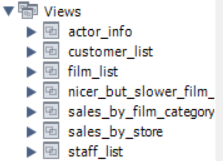 Views
actor_info
customer_list
film_list
nicer_but_slower_film_
sales_by_film_category
sales_by_store
staff_list